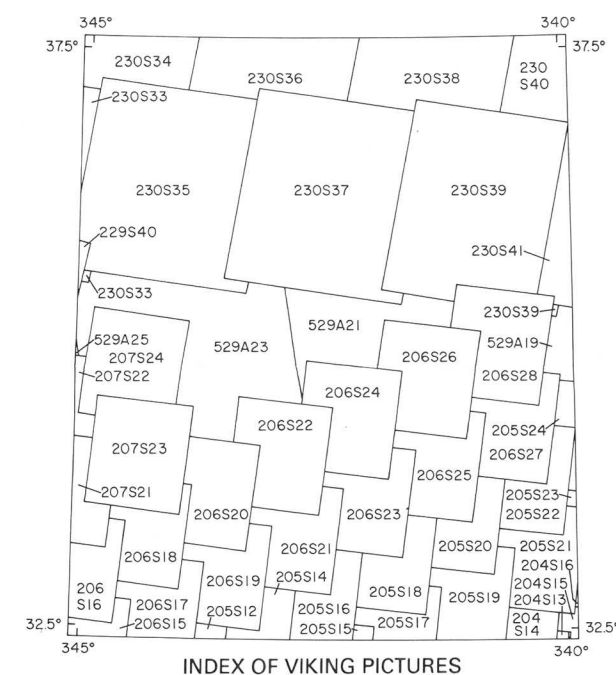 345°
340°
37.5°
37.5°
230S34
230S36
230S38
230
S40
230S33
230S35
230S37
230S39
229S40
230S41
230S33
230S39
529A21
529A25
529A23
529A19
207S24
206S26
207S22
206S28
206S24
206S22
205S24
207S23
206S27
206S25
207S21
205S23
206S20
206S23
205S22
206S21
205S20
205S21
206S18
204S16
206S19
205S14
204S15
206
S16
205S18
205S19
204S13
206S17
205S12
205S16
204
S14
206S15
205S15
205S17
32.5°
32.5°
345°
340°
INDEX OF VIKING PICTURES